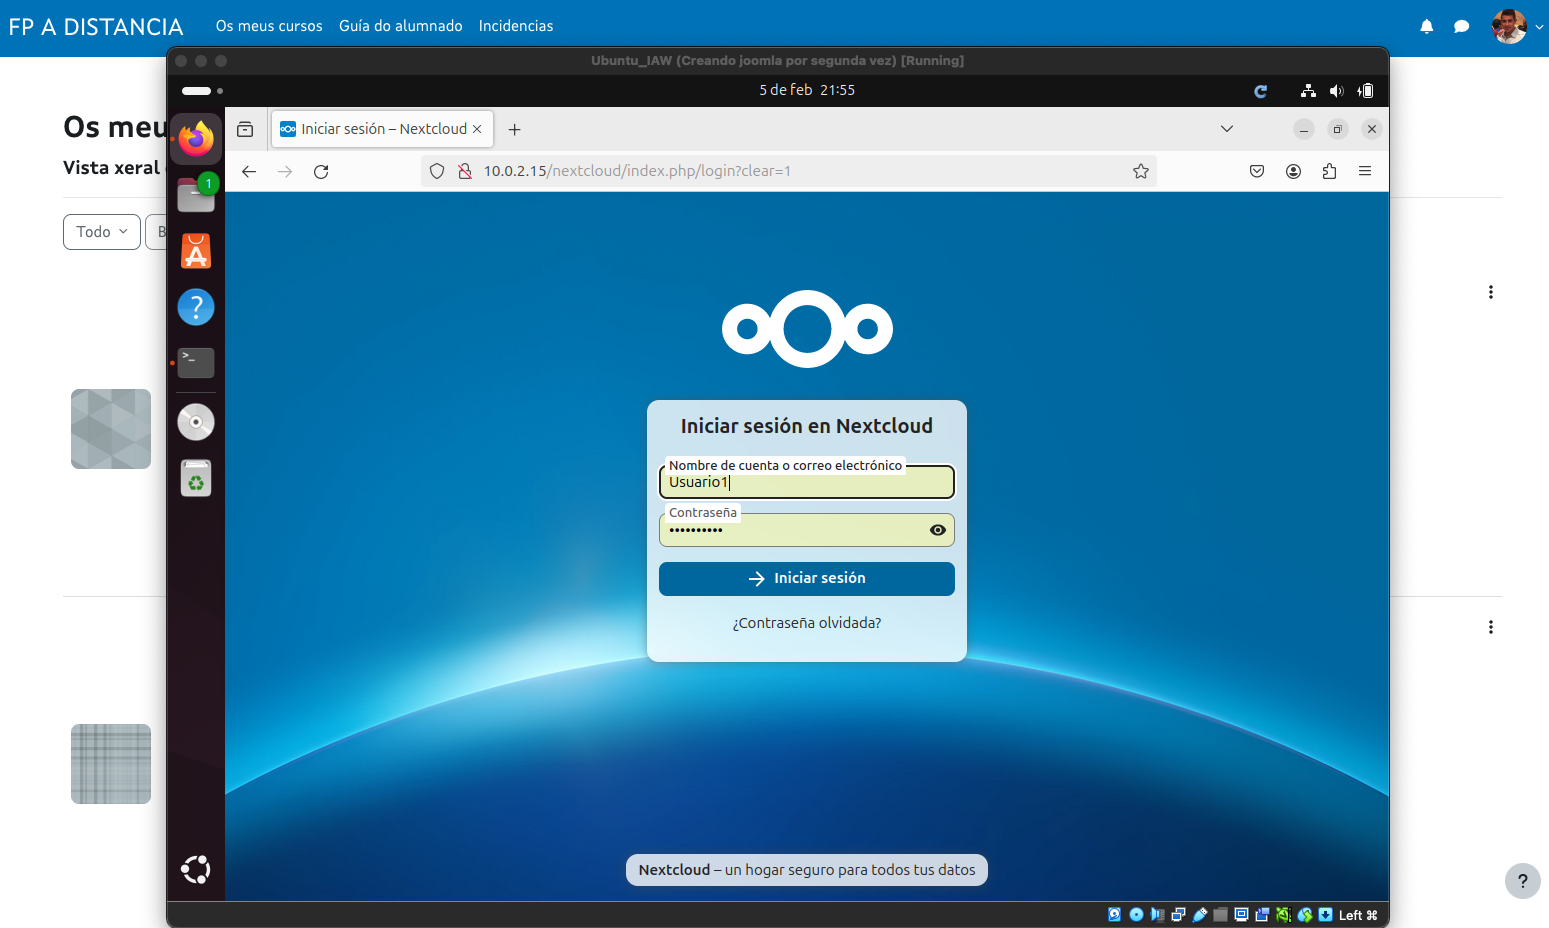 FP A DISTANCIA
Os meus cursos
Guía do alumnado
Incidencias
Ubuntu_IAW (Creando joomla por segunda vez) [Running]
5 de feb 21:55
Os meu
Vista xeral
Todo
B
1
Iniciar sesión – Nextcloud
10.0.2.15/nextcloud/index.php/login?clear=1
Iniciar sesión en Nextcloud
Nombre de cuenta o correo electrónico
Usuario1
Contraseña
••••••••••
Iniciar sesión
¿Contraseña olvidada?
Nextcloud – un hogar seguro para todos tus datos
?
Left ⌘